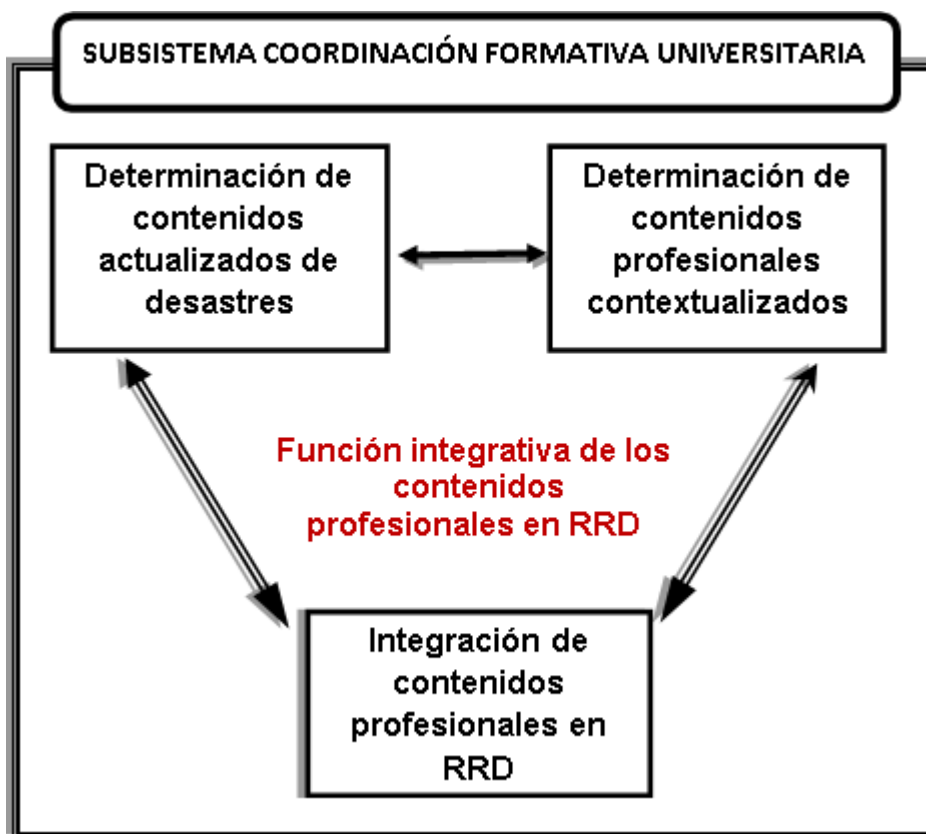 SUBSISTEMA COORDINACIÓN FORMATIVA UNIVERSITARIA
Determinación de
contenidos
actualizados de
desastres
Determinación de
contenidos
profesionales
contextualizados
Función integrativa de los
contenidos
profesionales en RRD
Integración de
contenidos
profesionales en
RRD